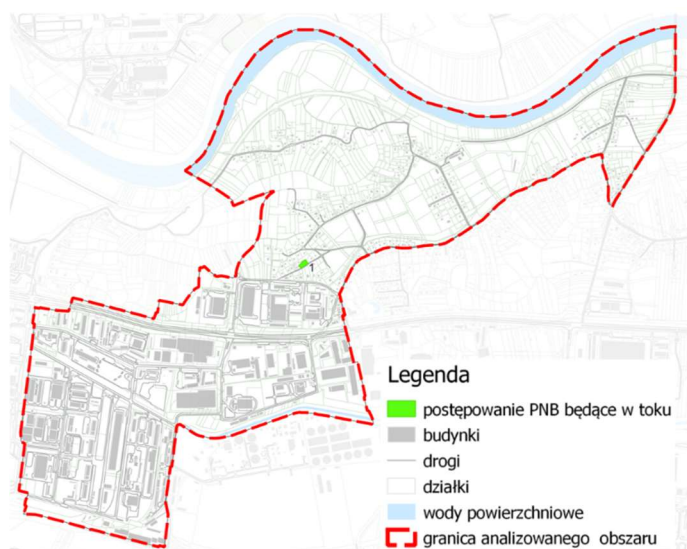 1
Legenda
postępowanie PNB będące w toku
budynki
drogi
działki
wody powierzchniowe
granica analizowanego obszaru